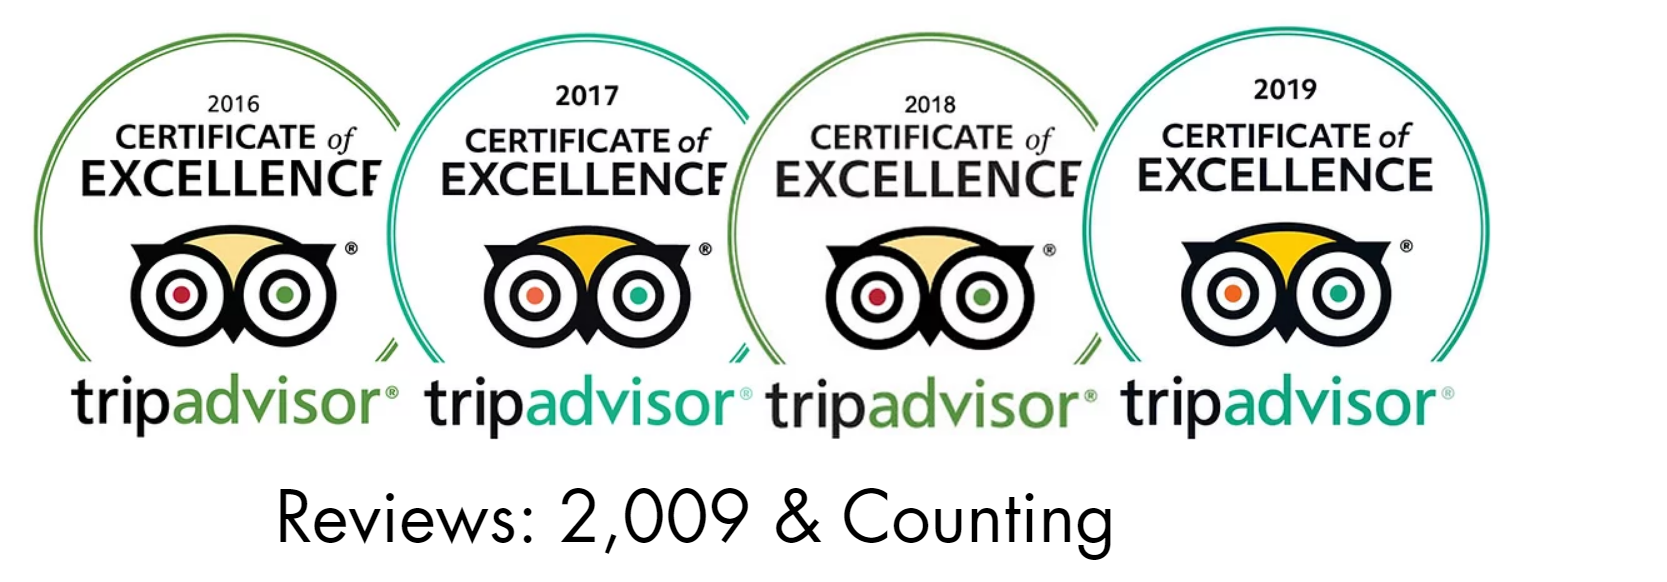 2016
CERTIFICATE of
EXCELLENCE
®
tripadvisor®
2017
CERTIFICATE of
EXCELLENCE
®
tripadvisor®
2018
CERTIFICATE of
EXCELLENCE
®
tripadvisor®
2019
CERTIFICATE of
EXCELLENCE
®
tripadvisor®
Reviews: 2,009 & Counting